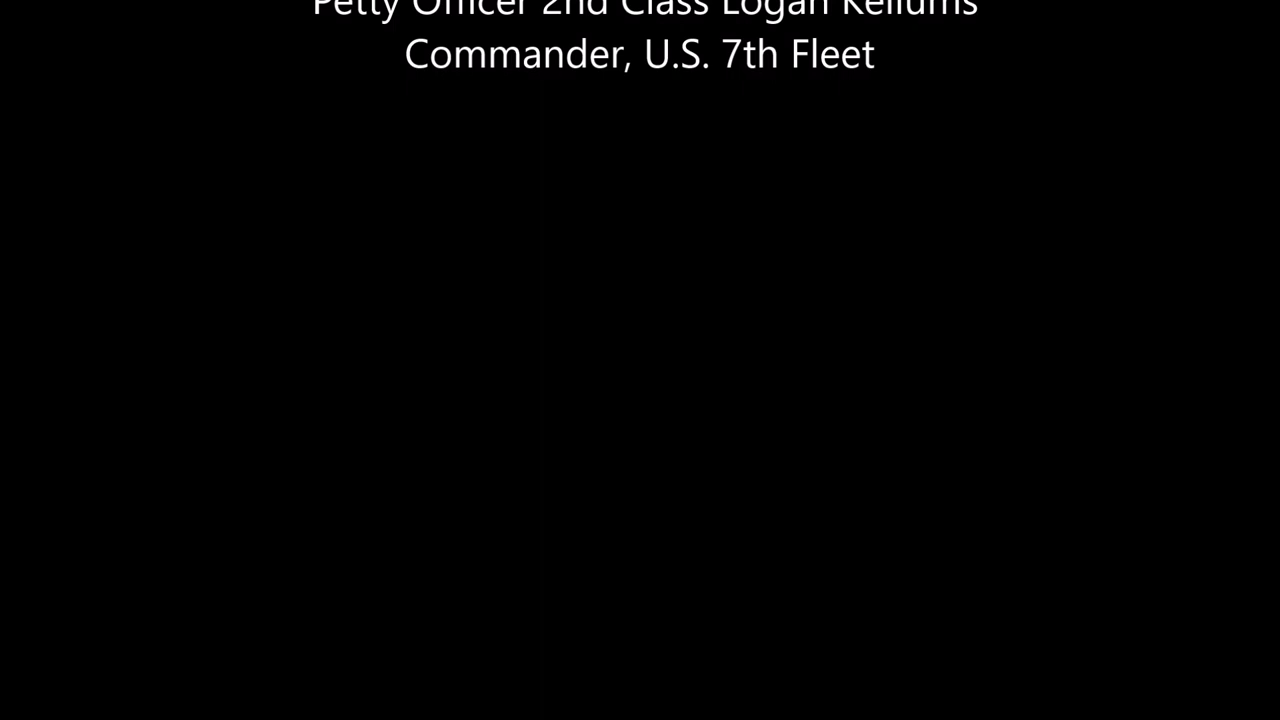 Petty Officer 2nd Class Logan Kellums
Commander, U.S. 7th Fleet